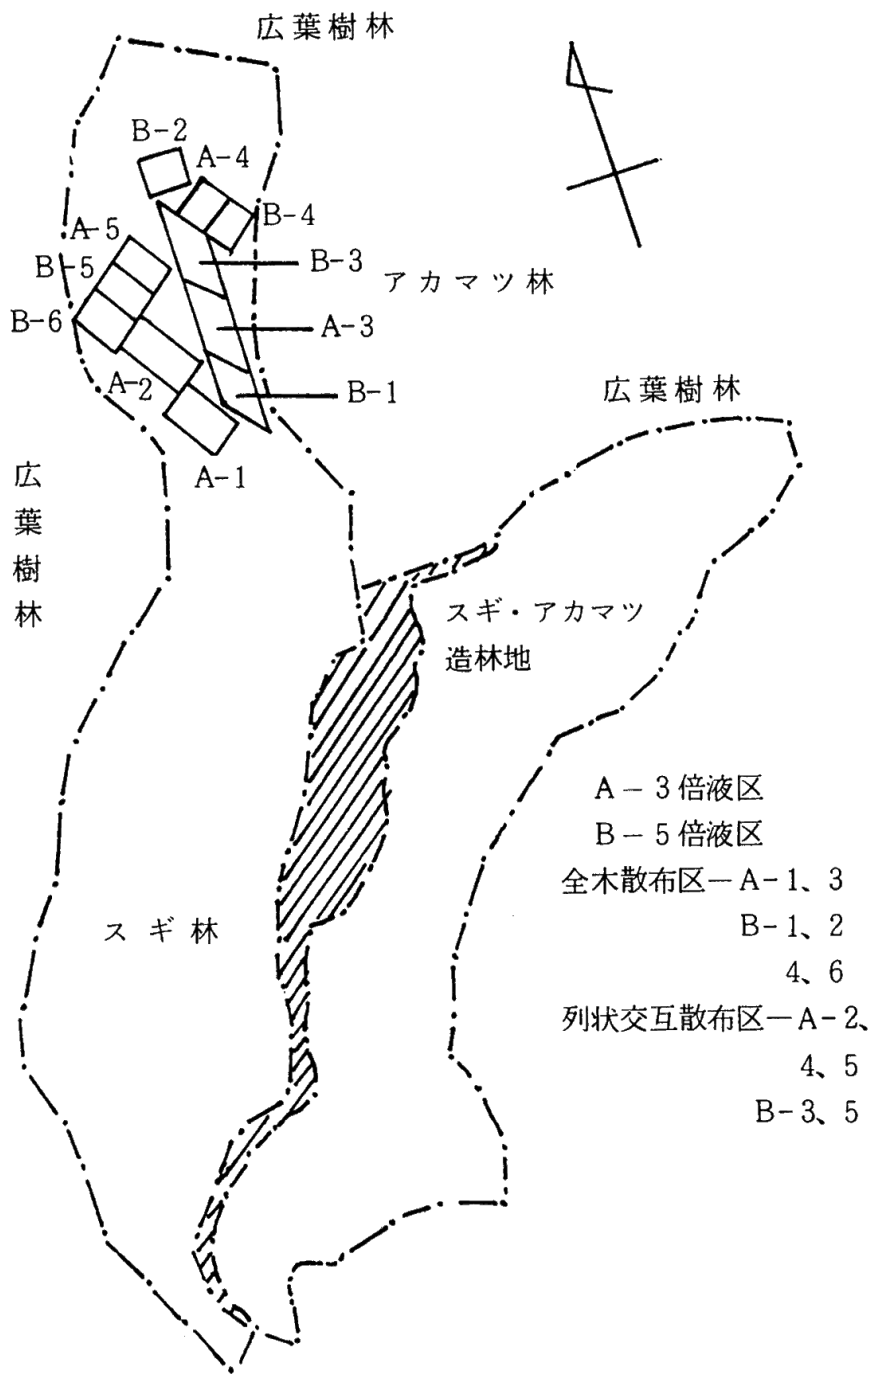 広葉樹林
B-2
A-4
B-4
A-5
B-5
B-3
アカマツ林
B-6
A-3
A-2
B-1
広葉樹林
A-1
広葉樹林
スギ・アカマツ
造林地
A－3倍液区
B－5倍液区
全木散布区－A-1、3
B-1、2
4、6
スギ林
列状交互散布区－A-2、
4、5
B-3、5